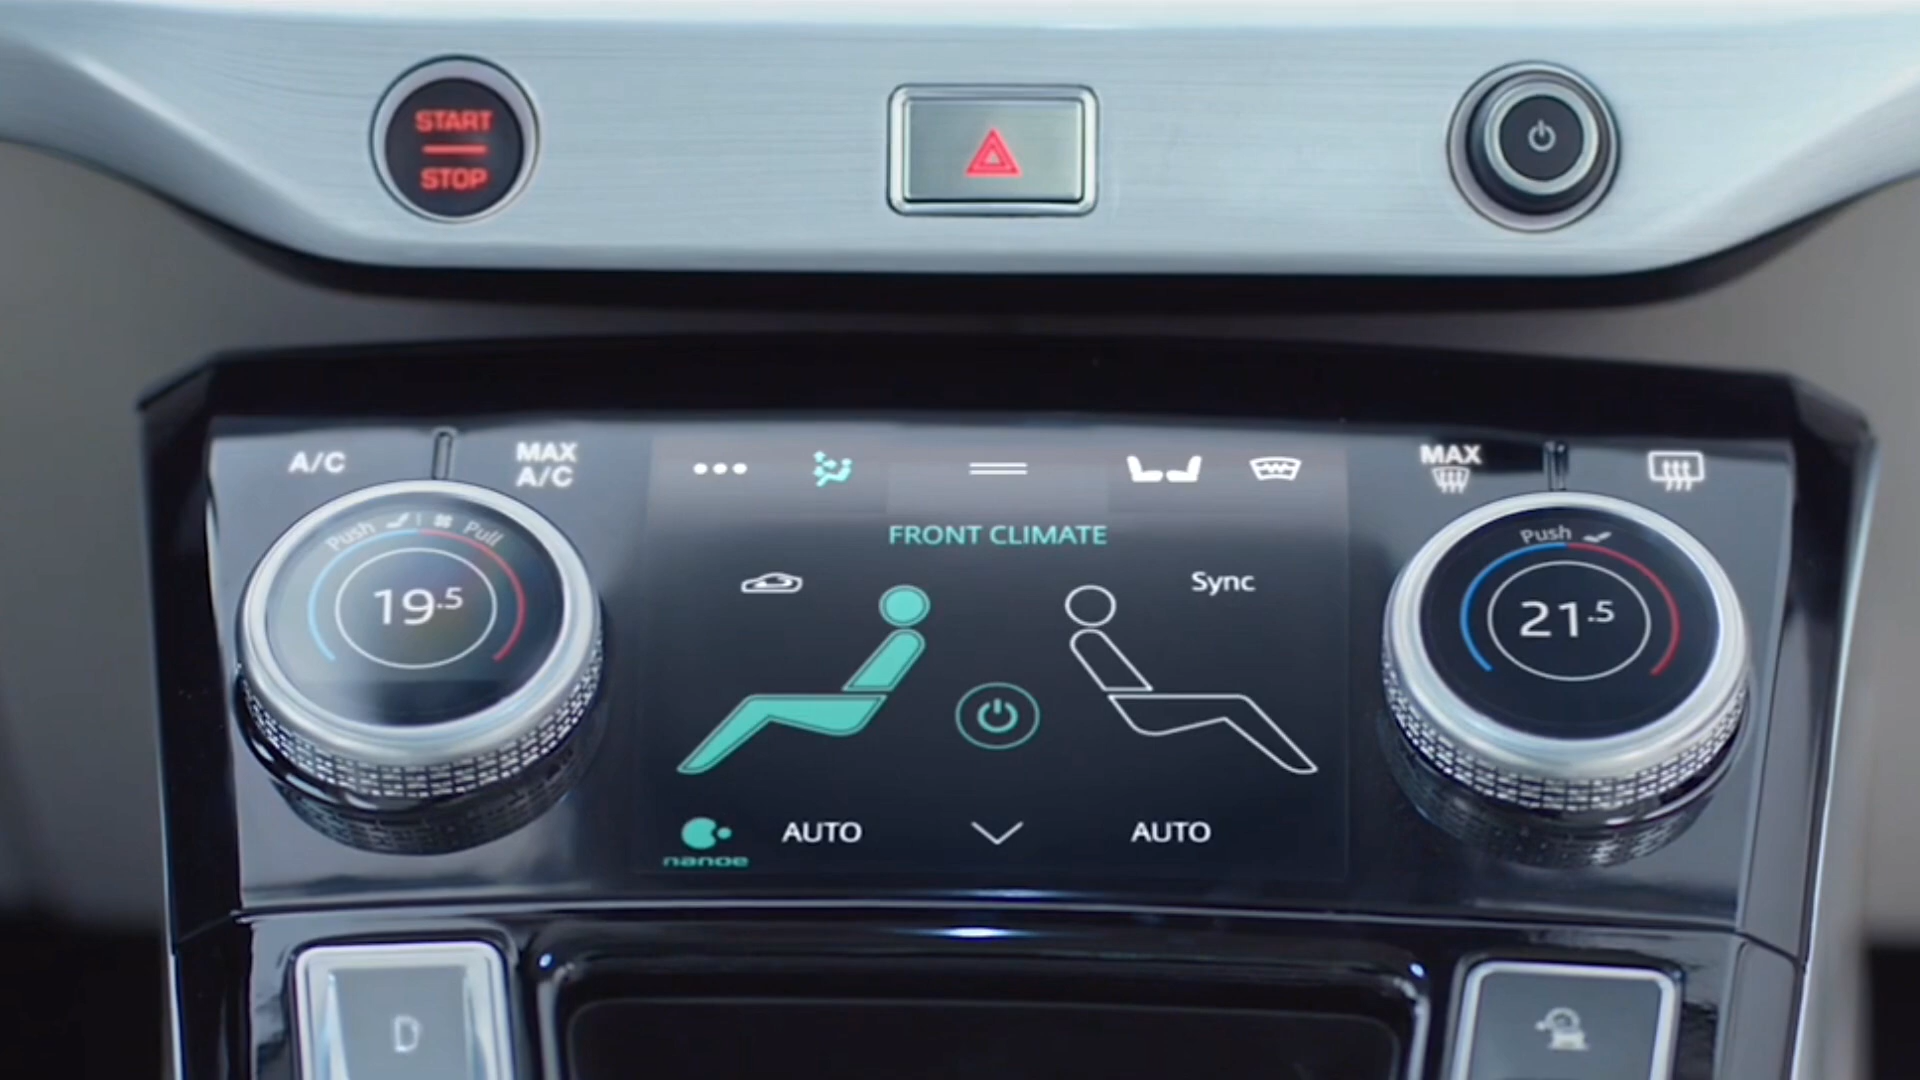 START
STOP
A/C
MAX
A/C
MAX
FRONT CLIMATE
Push
Pull
19.5
Sync
Push
21.5
nanoe
AUTO
AUTO
D